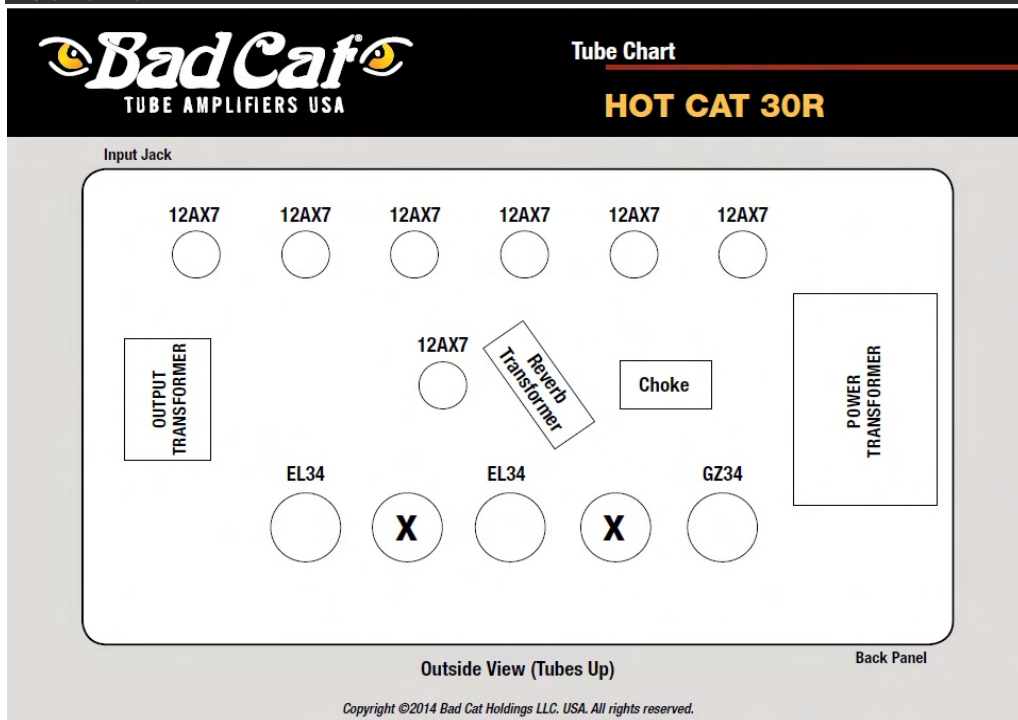 Bad Cat®
TUBE AMPLIFIERS USA
Tube Chart
HOT CAT 30R
Input Jack
12AX7 12AX7 12AX7 12AX7 12AX7 12AX7
12AX7
Reverb
Transformer
Choke
OUTPUT
TRANSFORMER
POWER
TRANSFORMER
EL34 EL34 GZ34
X X
Back Panel
Outside View (Tubes Up)
Copyright ©2014 Bad Cat Holdings LLC. USA. All rights reserved.